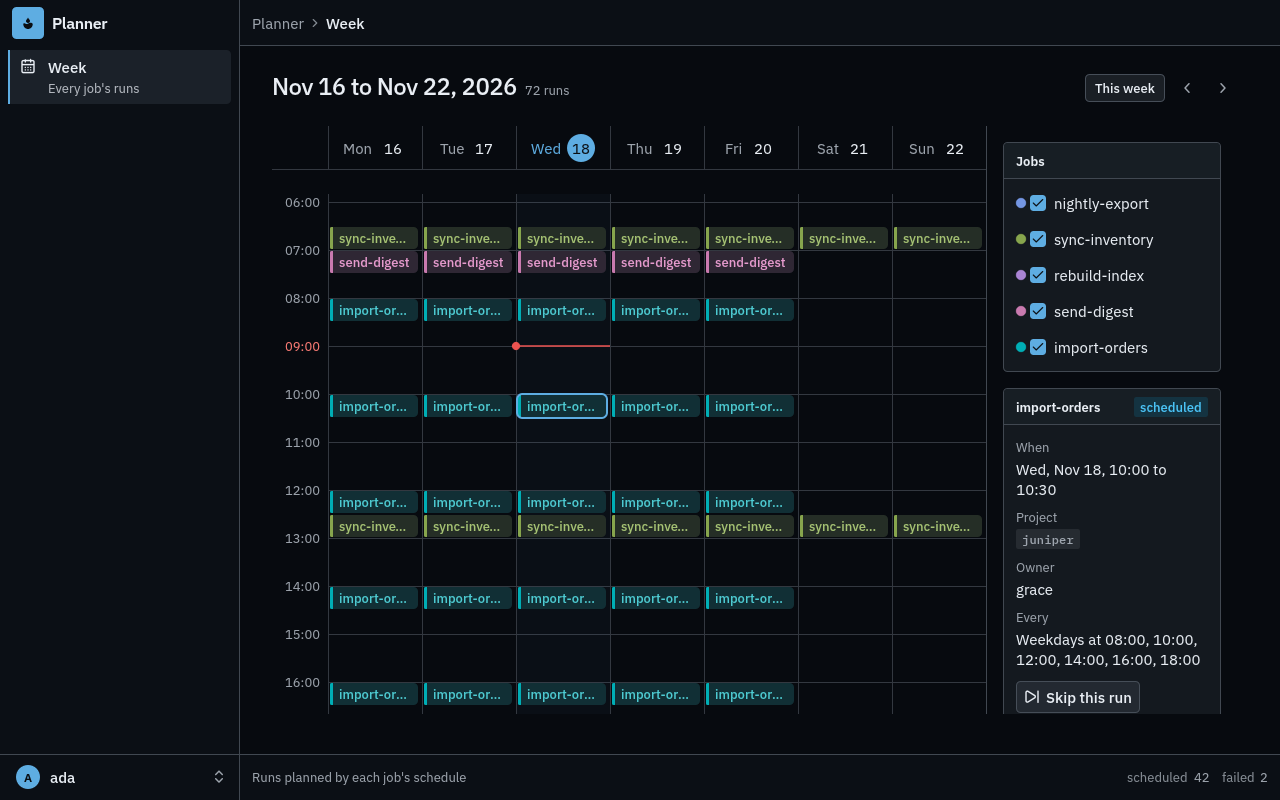 Planner
Week
Every job's runs
ada
A
Planner > Week
Nov 16 to Nov 22, 2026 72 runs
This week
Mon 16 Tue 17 Wed 18 Thu 19 Fri 20 Sat 21 Sun 22
06:00
sync-inve... sync-inve... sync-inve... sync-inve... sync-inve... sync-inve... sync-inve...
07:00
send-digest send-digest send-digest send-digest send-digest
08:00
import-or... import-or... import-or... import-or... import-or...
09:00
10:00
import-or... import-or... import-or... import-or... import-or...
11:00
12:00
import-or... import-or... import-or... import-or... import-or...
sync-inve... sync-inve... sync-inve... sync-inve... sync-inve... sync-inve... sync-inve...
13:00
14:00
import-or... import-or... import-or... import-or... import-or...
15:00
16:00
import-or... import-or... import-or... import-or... import-or...
Jobs
nightly-export
sync-inventory
rebuild-index
send-digest
import-orders
import-orders scheduled
When
Wed, Nov 18, 10:00 to
10:30
Project
juniper
Owner
grace
Every
Weekdays at 08:00, 10:00,
12:00, 14:00, 16:00, 18:00
Skip this run
Runs planned by each job's schedule
scheduled 42 failed 2